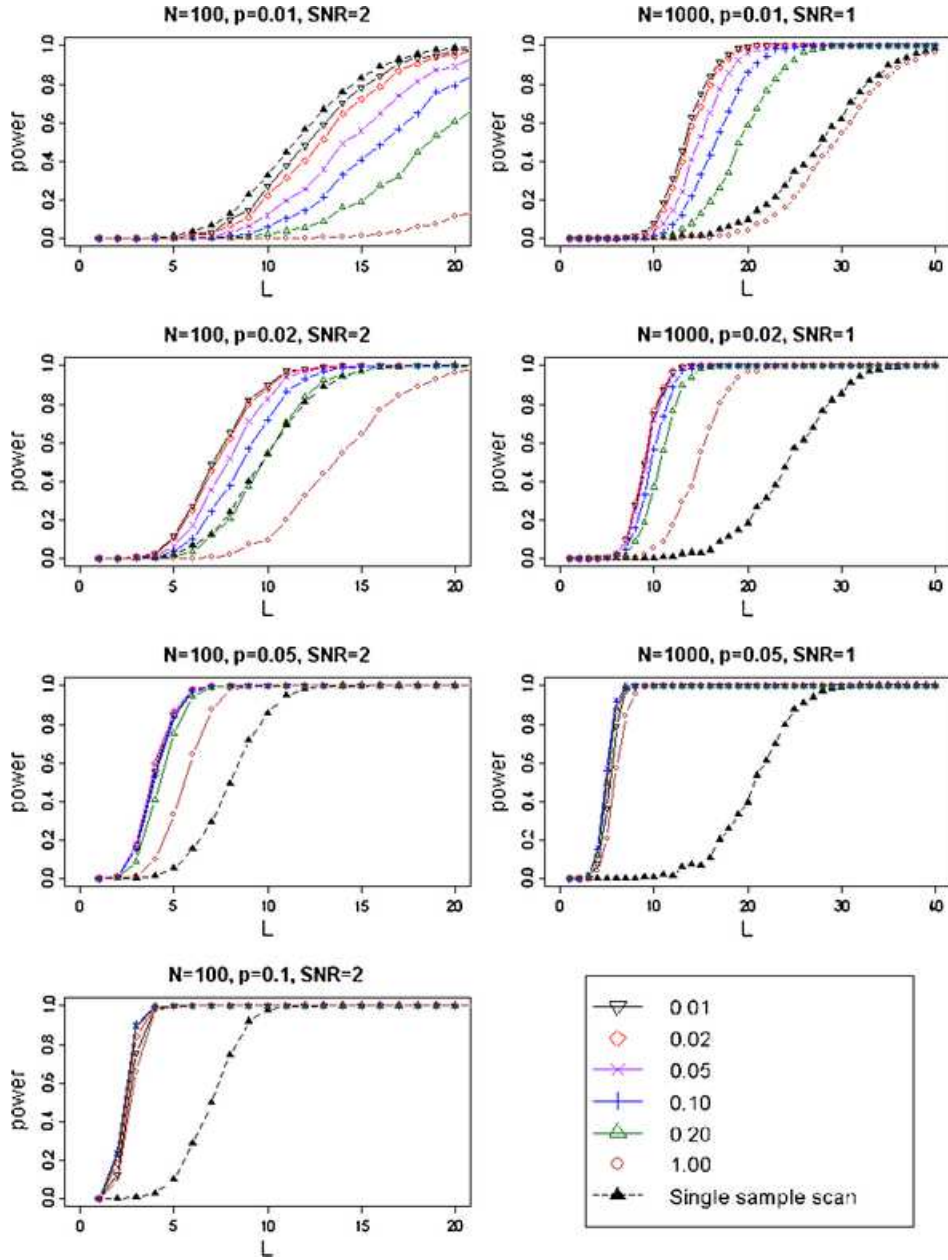 N=100, p=0.01, SNR=2
N=1000, p=0.01, SNR=1
power
0.0 0.2 0.4 0.6 0.8 1.0
0 5 10 15 20
L
power
0.0 0.2 0.4 0.6 0.8 1.0
0 10 20 30 40
L
N=100, p=0.02, SNR=2
N=1000, p=0.02, SNR=1
power
0.0 0.2 0.4 0.6 0.8 1.0
0 5 10 15 20
L
power
0.0 0.2 0.4 0.6 0.8 1.0
0 10 20 30 40
L
N=100, p=0.05, SNR=2
N=1000, p=0.05, SNR=1
power
0.0 0.2 0.4 0.6 0.8 1.0
0 5 10 15 20
L
power
0.0 0.2 0.4 0.6 0.8 1.0
0 10 20 30 40
L
N=100, p=0.1, SNR=2
power
0.0 0.2 0.4 0.6 0.8 1.0
0 5 10 15 20
L
0.01
0.02
0.05
0.10
0.20
1.00
Single sample scan